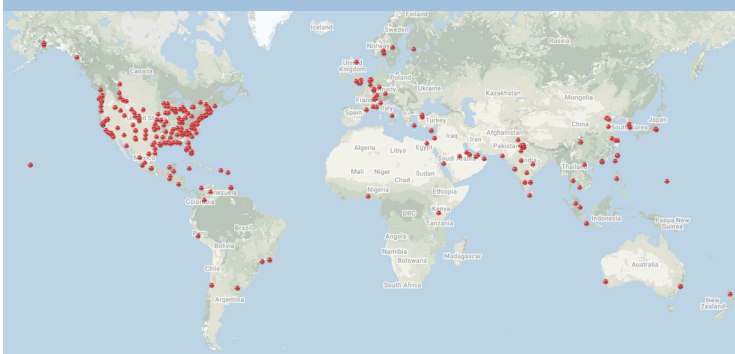 Finland
Iceland
Sweden
Russia
Norway
Canada
United
Kingdom
Poland
Germany
Ukraine
France
Kazakhstan
Mongolia
Italy
Spain
Turkey
China
South Korea
Japan
United States
Afghanistan
Iraq
Iran
Pakistan
Algeria
Libya
Egypt
Saudi Arabia
Mexico
India
Mali
Niger
Sudan
Chad
Thailand
Nigeria
Ethiopia
Venezuela
Colombia
Kenya
DRC
Indonesia
Papua New
Guinea
Tanzania
Peru
Brazil
Angola
Bolivia
Namibia
Botswana
Madagascar
Chile
Australia
South Africa
Argentina
New
Zealand